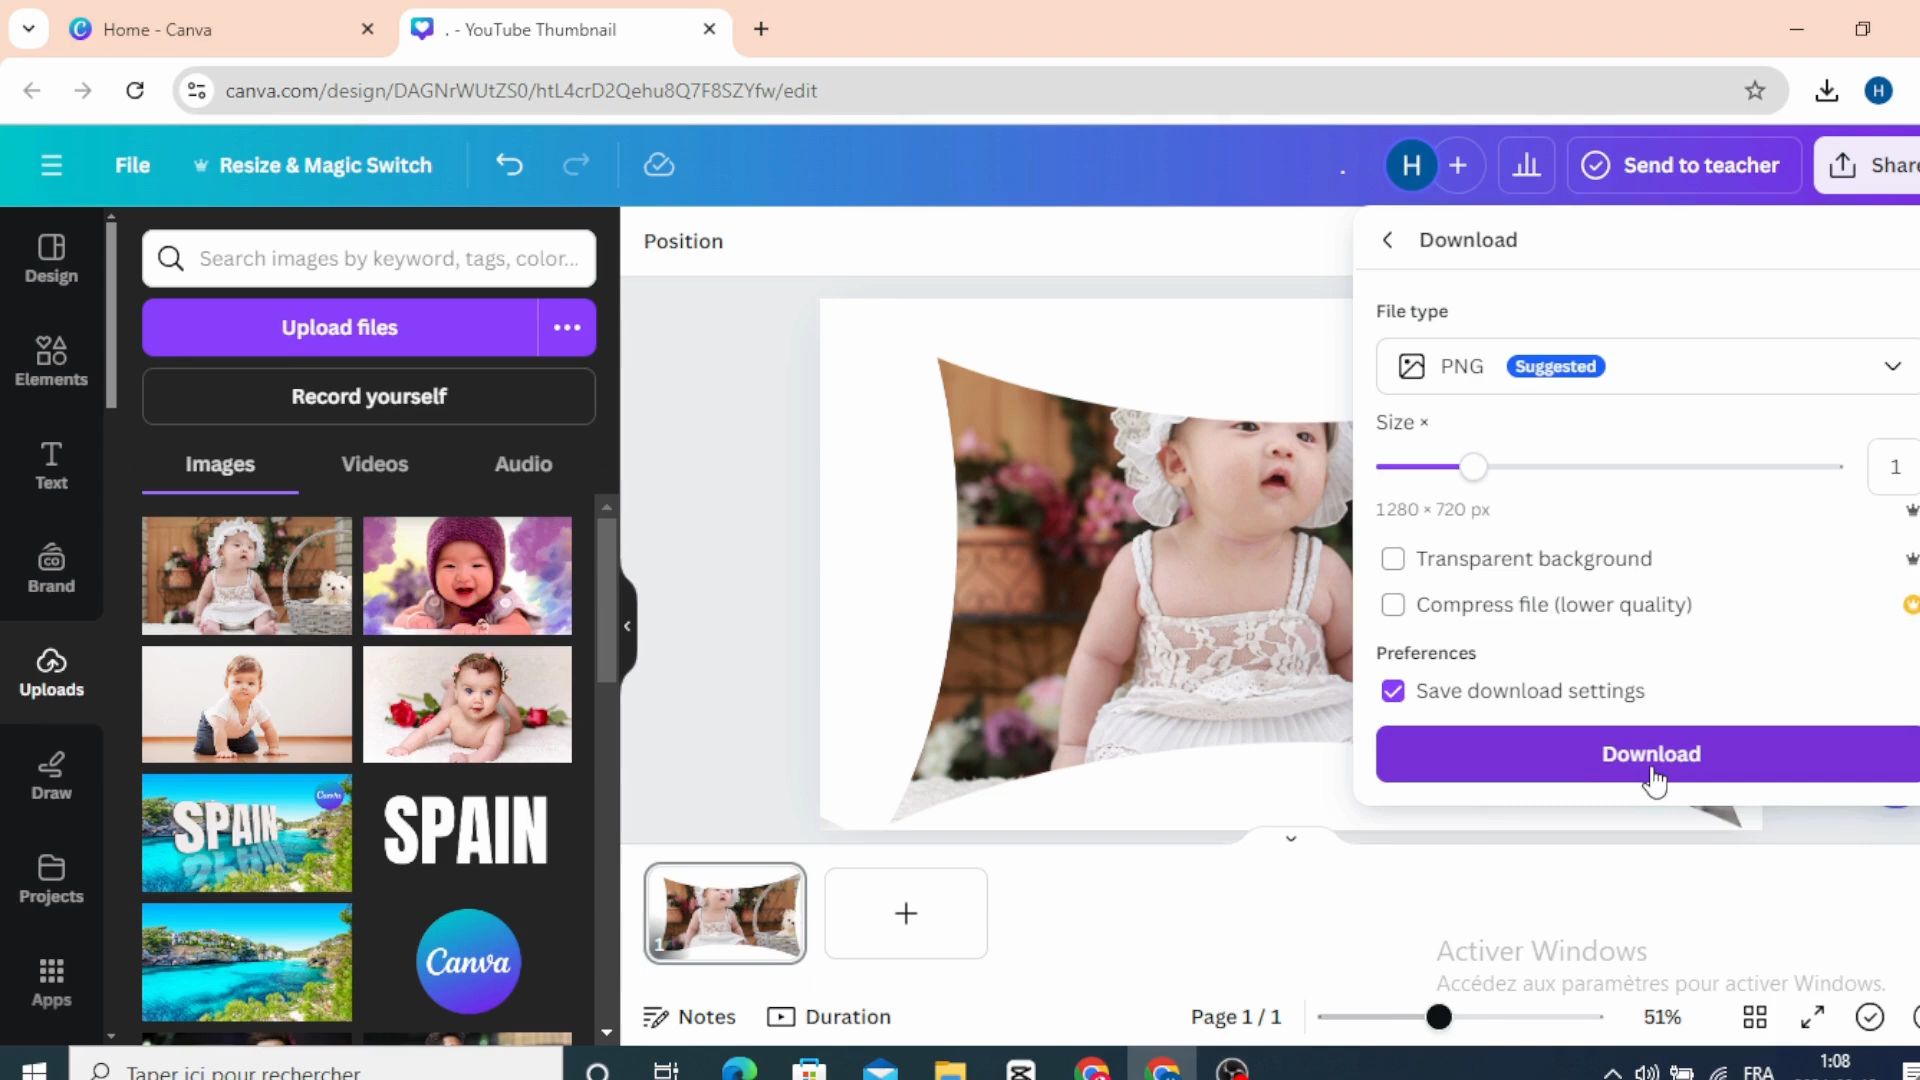 Home - Canva
. - YouTube Thumbnail
canva.com/design/DAGNrWUtZS0/htL4crD2Qehu8Q7F8SZYfw/edit
H
File
Resize & Magic Switch
.
H
Send to teacher
Share
Design
Elements
Text
Brand
Uploads
Draw
Projects
Apps
Search images by keyword, tags, color...
Upload files
Record yourself
Images
Videos
Audio
SPAIN
Canva
SPAIN
Canva
Position
Download
File type
PNG
Suggested
Size ×
1
1280 × 720 px
Transparent background
Compress file (lower quality)
Preferences
Save download settings
Download
1
Activer Windows
Accédez aux paramètres pour activer Windows.
Notes
Duration
Page 1 / 1
51%
Taper ici pour rechercher
FRA
1:08